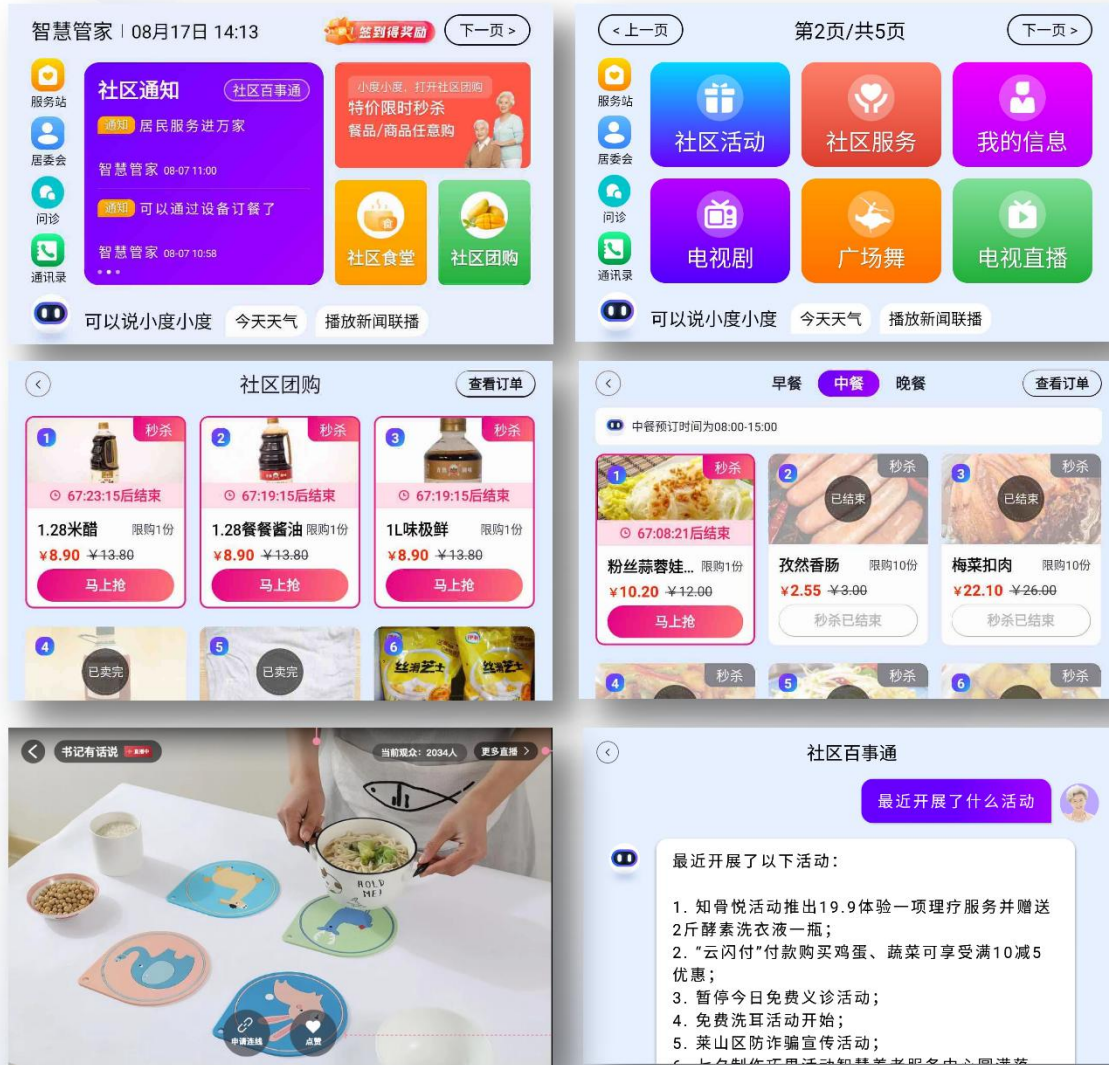 智慧管家 | 08月17日 14:13
签到得奖励
下一页 >
服务站
居委会
问诊
通讯录
社区通知
社区百事通
通知 居民服务进万家
智慧管家 08-07 11:00
通知 可以通过设备订餐了
智慧管家 08-07 10:58
小度小度，打开社区团购
特价限时秒杀
餐品/商品任意购
社区食堂
社区团购
可以说小度小度
今天天气
播放新闻联播
< 上一页
第2页/共5页
下一页 >
服务站
居委会
问诊
通讯录
社区活动
社区服务
我的信息
电视剧
广场舞
电视直播
可以说小度小度
今天天气
播放新闻联播
社区团购
查看订单
1
秒杀
67:23:15后结束
1.28米醋 限购1份
¥8.90 ¥13.80
马上抢
2
秒杀
67:19:15后结束
1.28餐餐酱油 限购1份
¥8.90 ¥13.80
马上抢
3
秒杀
67:19:15后结束
1L味极鲜 限购1份
¥8.90 ¥13.80
马上抢
4
已卖完
5
已卖完
6
早餐 中餐 晚餐
查看订单
中餐预订时间为08:00-15:00
1
秒杀
67:08:21后结束
粉丝蒜蓉娃... 限购1份
¥10.20 ¥12.00
马上抢
2
秒杀
已结束
孜然香肠 限购10份
¥2.55 ¥3.00
秒杀已结束
3
秒杀
已结束
梅菜扣肉 限购10份
¥22.10 ¥26.00
秒杀已结束
4
秒杀
5
秒杀
6
秒杀
书记有话说
直播中
当前观众：2034人
更多直播 >
HOLD
ME!
申请连线
点赞
社区百事通
最近开展了什么活动
最近开展了以下活动：
1. 知骨悦活动推出19.9体验一项理疗服务并赠送
2斤酵素洗衣液一瓶；
2. “云闪付”付款购买鸡蛋、蔬菜可享受满10减5
优惠；
3. 暂停今日免费义诊活动；
4. 免费洗耳活动开始；
5. 莱山区防诈骗宣传活动；